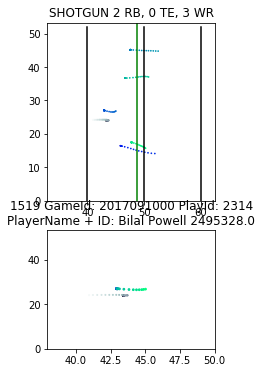 SHOTGUN 2 RB, 0 TE, 3 WR
50
40
30
20
10
0
40 50 60
1519 GameId: 2017091000 PlayId: 2314
PlayerName + ID: Bilal Powell 2495328.0
40
20
0
40.0 42.5 45.0 47.5 50.0